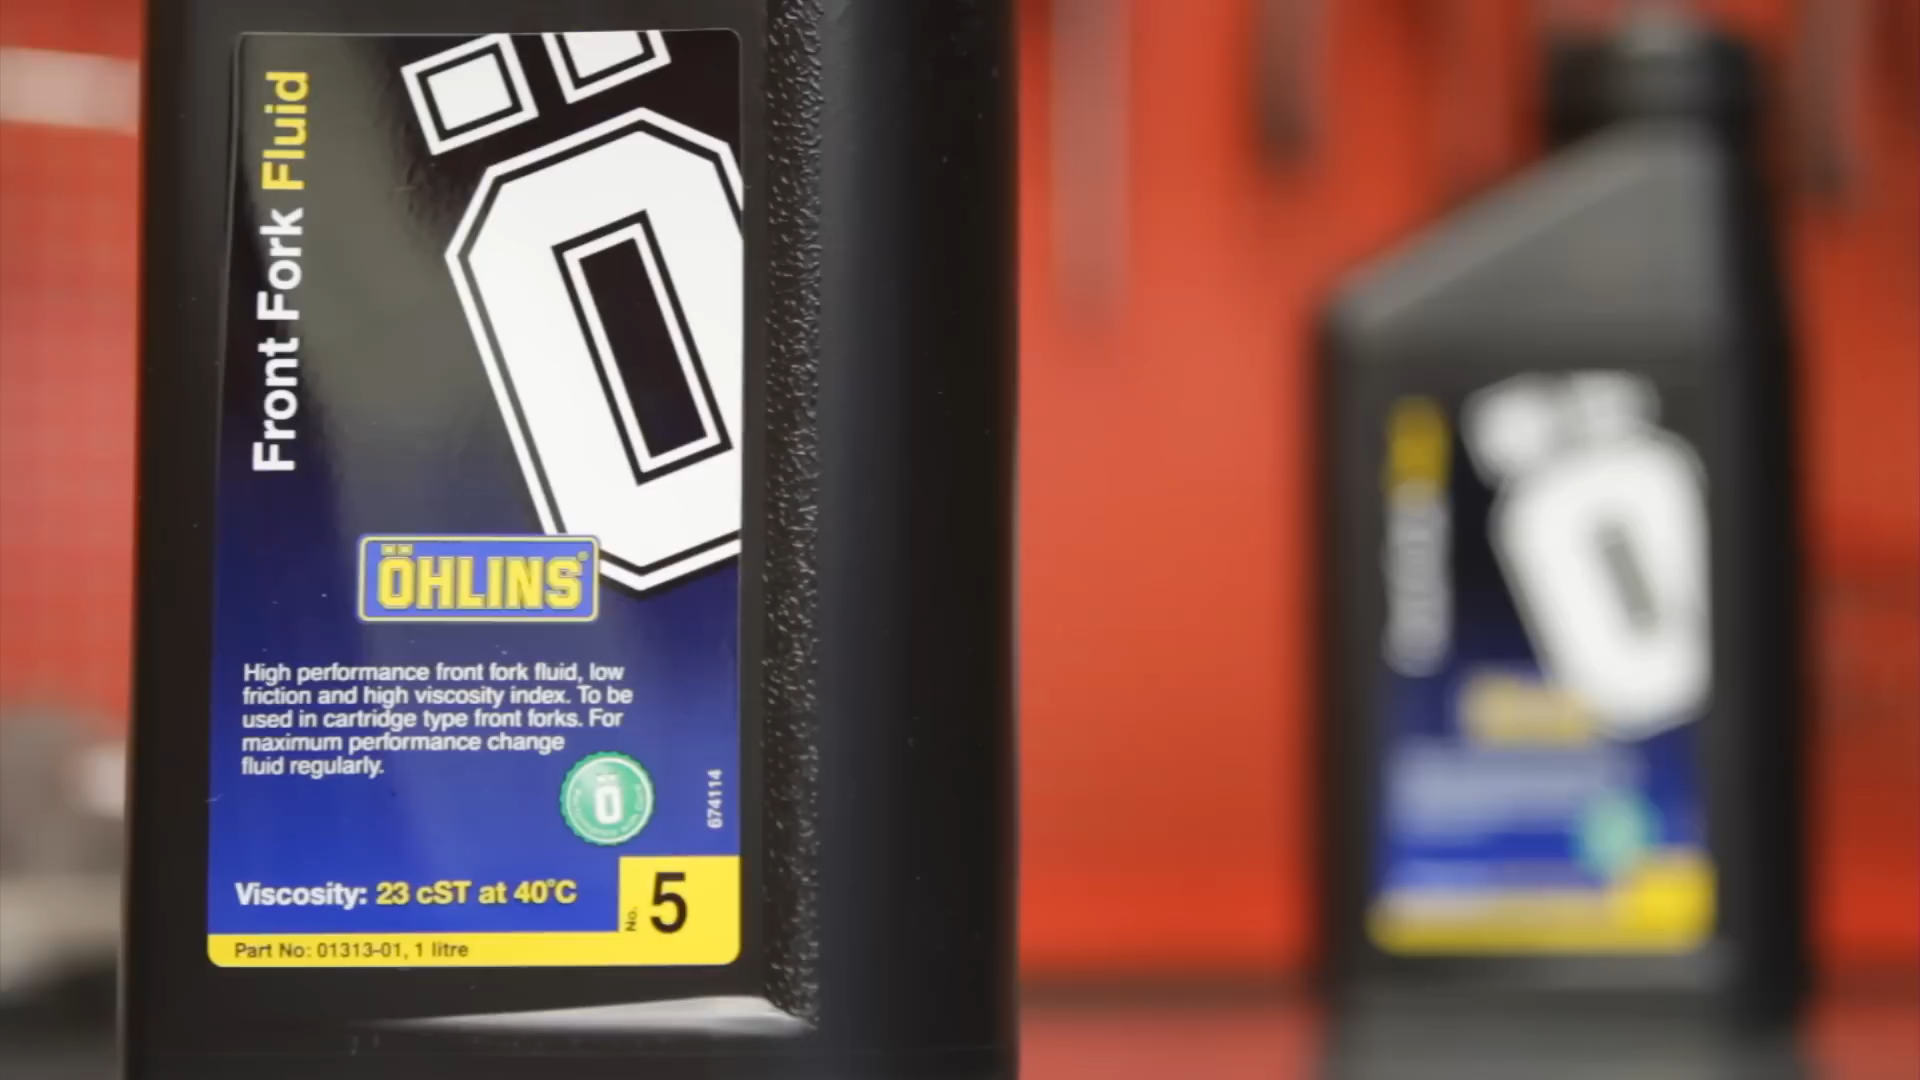 Front Fork Fluid
Ö
ÖHLINS®
High performance front fork fluid, low
friction and high viscosity index. To be
used in cartridge type front forks. For
maximum performance change
fluid regularly.
Ö
674114
Viscosity: 23 cST at 40°C
No. 5
Part No: 01313-01, 1 litre